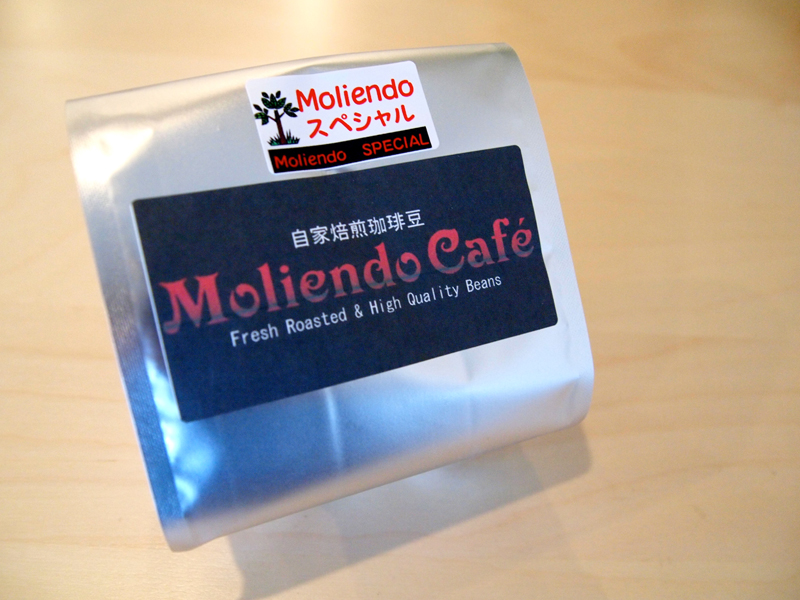 Moliendo
スペシャル
Moliendo SPECIAL
自家焙煎珈琲豆
Moliendo Café
Fresh Roasted & High Quality Beans